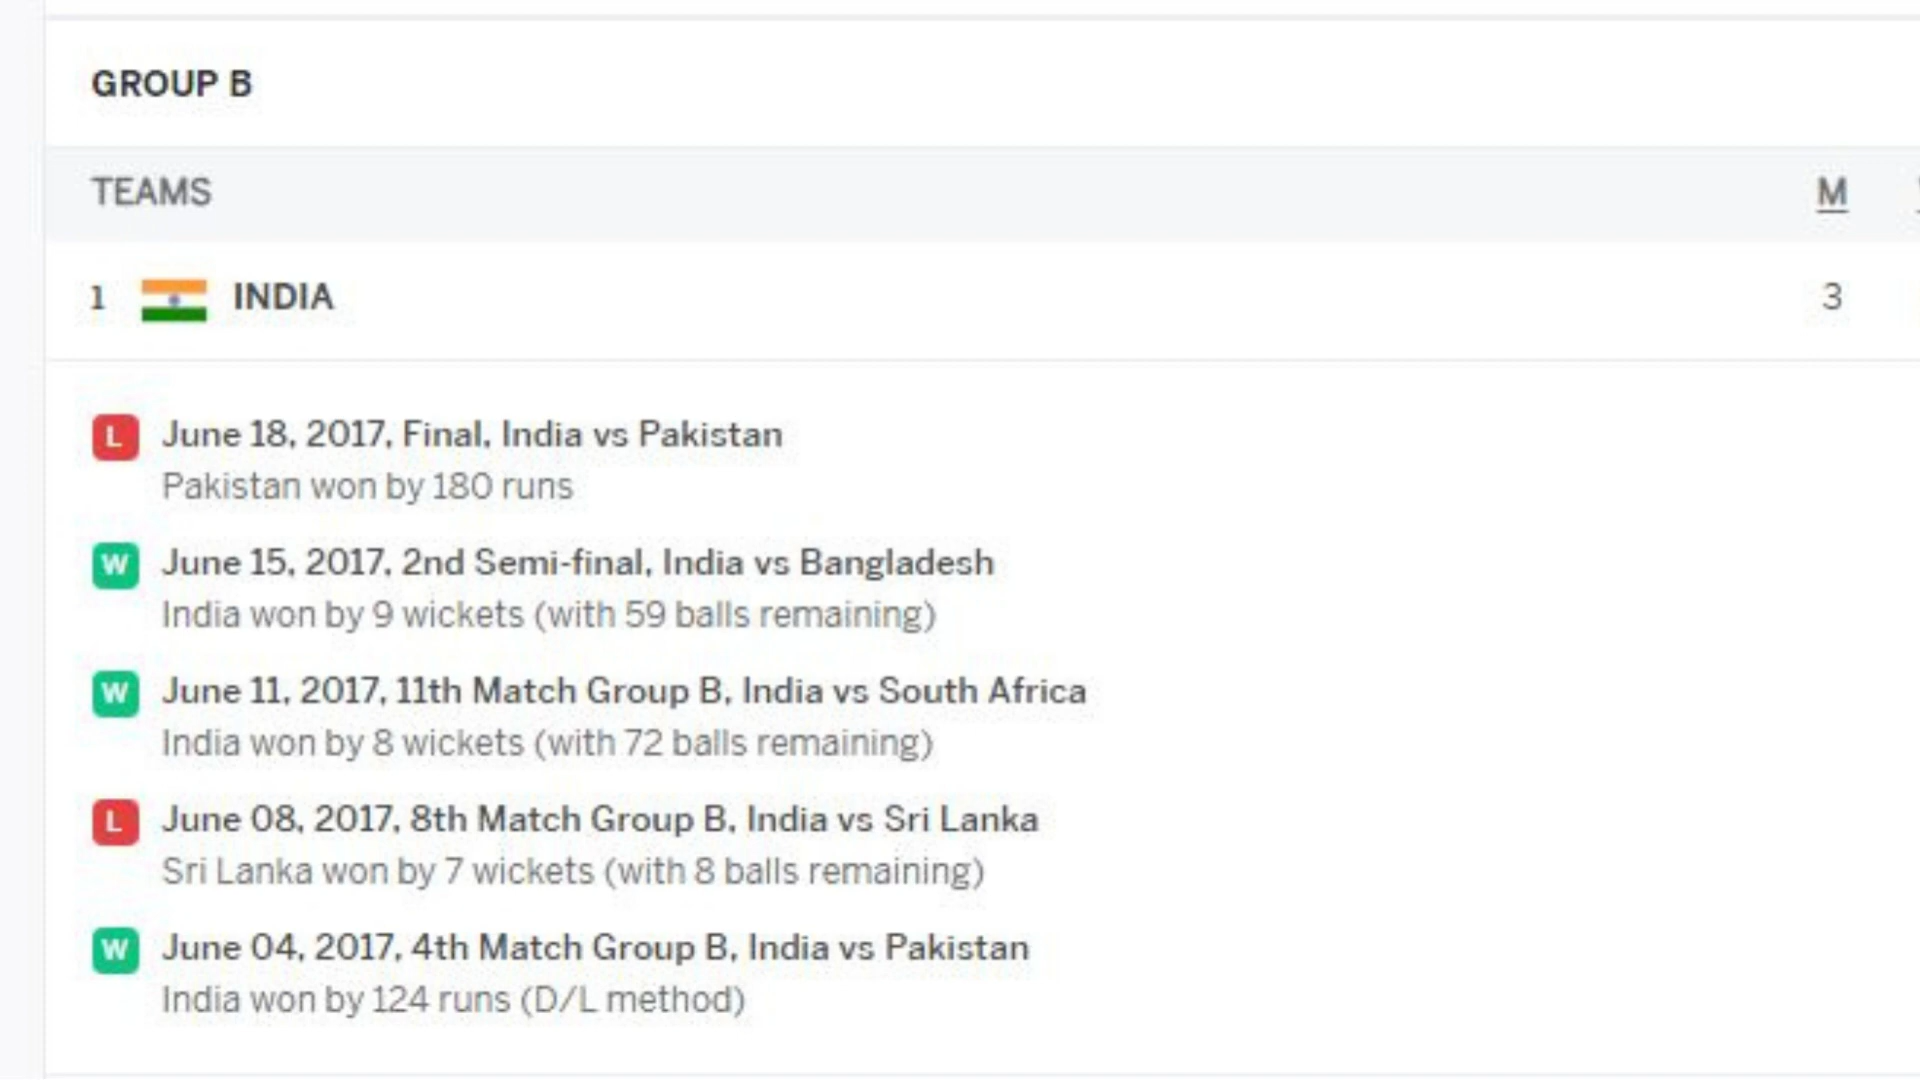 GROUP B
TEAMS M
1 INDIA 3
L June 18, 2017, Final, India vs Pakistan
Pakistan won by 180 runs
W June 15, 2017, 2nd Semi-final, India vs Bangladesh
India won by 9 wickets (with 59 balls remaining)
W June 11, 2017, 11th Match Group B, India vs South Africa
India won by 8 wickets (with 72 balls remaining)
L June 08, 2017, 8th Match Group B, India vs Sri Lanka
Sri Lanka won by 7 wickets (with 8 balls remaining)
W June 04, 2017, 4th Match Group B, India vs Pakistan
India won by 124 runs (D/L method)